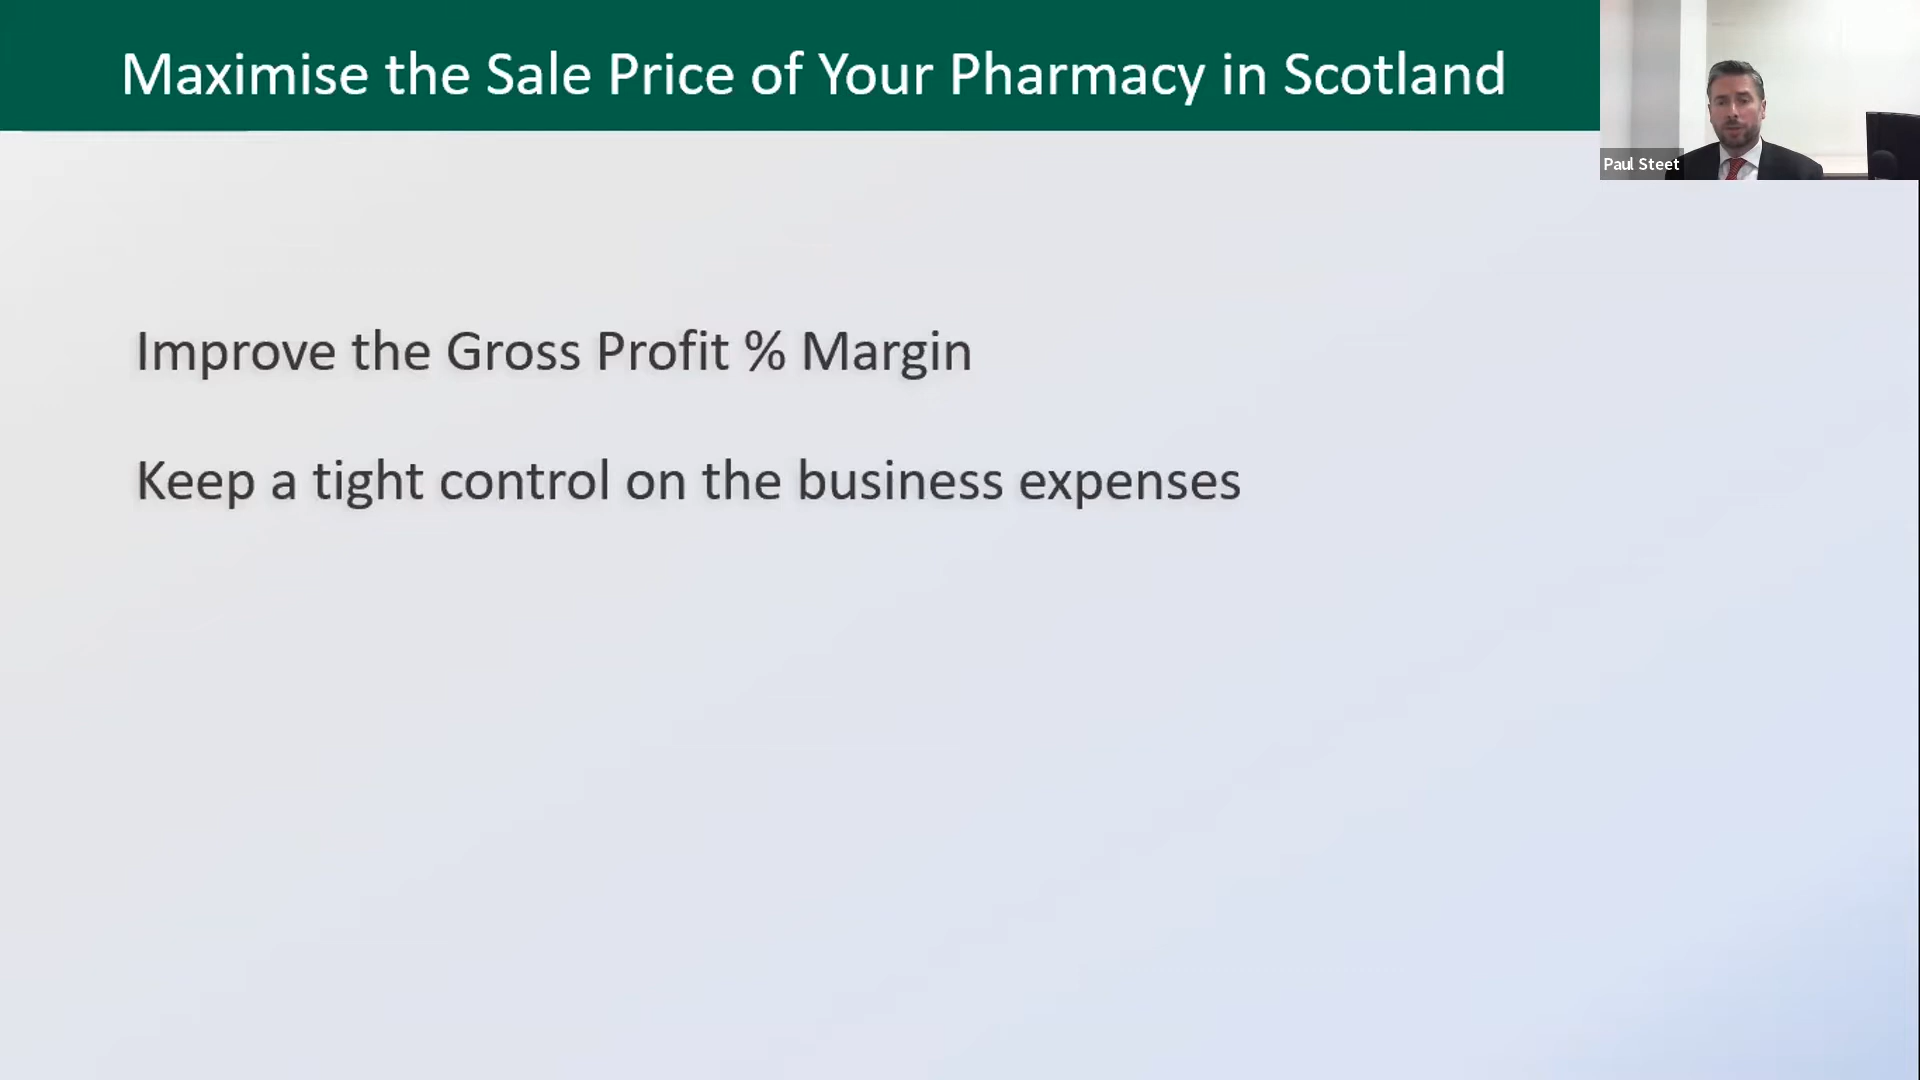 Maximise the Sale Price of Your Pharmacy in Scotland
Paul Steet
Improve the Gross Profit % Margin
Keep a tight control on the business expenses